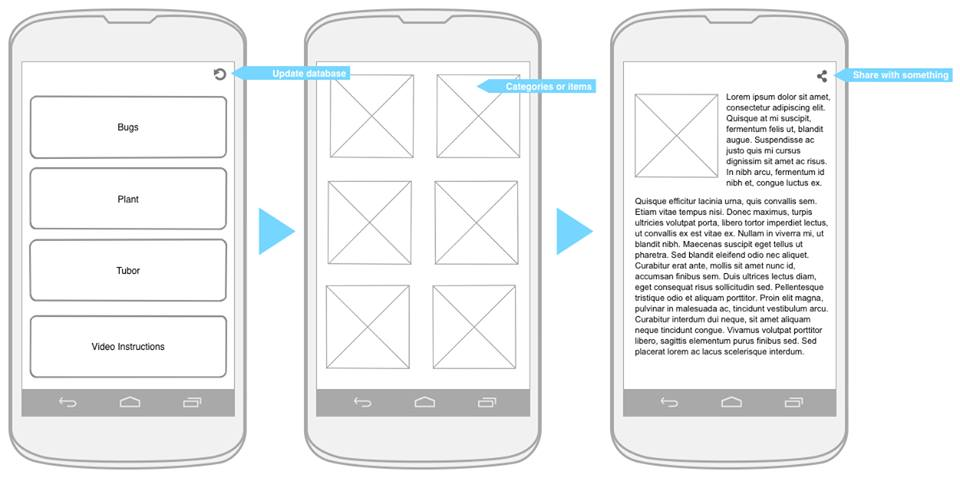 Update database
Bugs
Plant
Tubor
Video Instructions
Categories or items
Share with something
Lorem ipsum dolor sit amet,
consectetur adipiscing elit.
Quisque at mi suscipit,
fermentum felis ut, blandit
augue. Suspendisse ac
justo quis mi cursus
dignissim sit amet ac risus.
In nibh arcu, fermentum id
nibh et, congue luctus ex.
Quisque efficitur lacinia urna, quis convallis sem.
Etiam vitae tempus nisi. Donec maximus, turpis
ultricies volutpat porta, libero tortor imperdiet lectus,
ut convallis ex est vitae ex. Nullam in viverra mi, ut
blandit nibh. Maecenas suscipit eget tellus ut
pharetra. Sed blandit eleifend odio nec aliquet.
Curabitur erat ante, mollis sit amet nunc id,
accumsan finibus sem. Duis ultrices lectus diam,
eget consequat risus sollicitudin sed. Pellentesque
tristique odio et aliquam porttitor. Proin elit magna,
pulvinar in malesuada ac, tincidunt vestibulum arcu.
Curabitur interdum dui neque, sit amet aliquam
neque tincidunt congue. Vivamus volutpat porttitor
libero, sagittis elementum purus finibus sed. Sed
placerat lorem ac lacus scelerisque interdum.